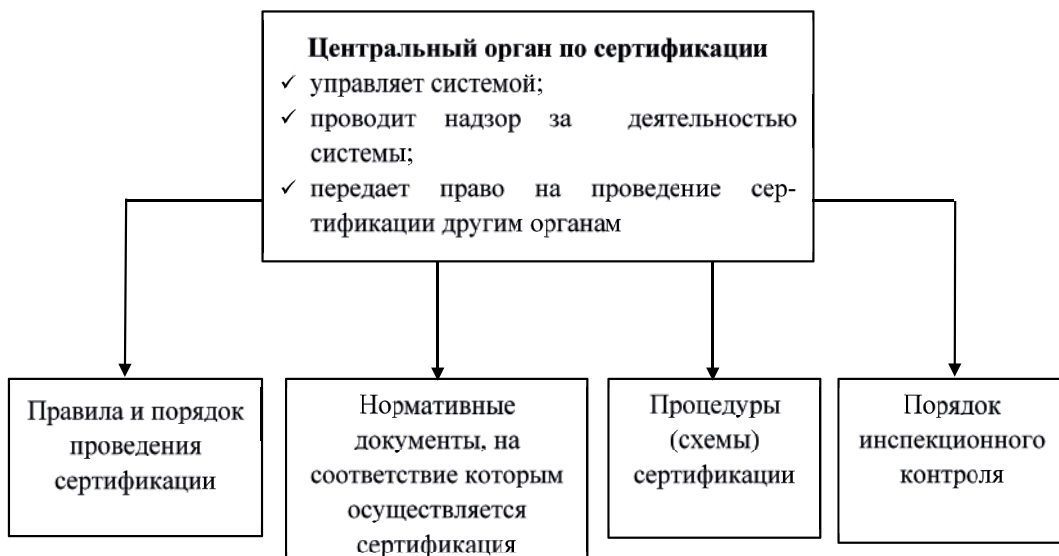 Центральный орган по сертификации
✓ управляет системой;
✓ проводит надзор за деятельностью
системы;
✓ передает право на проведение сер-
тификации другим органам
Правила и порядок
проведения
сертификации
Нормативные
документы, на
соответствие которым
осуществляется
сертификация
Процедуры
(схемы)
сертификации
Порядок
инспекционного
контроля